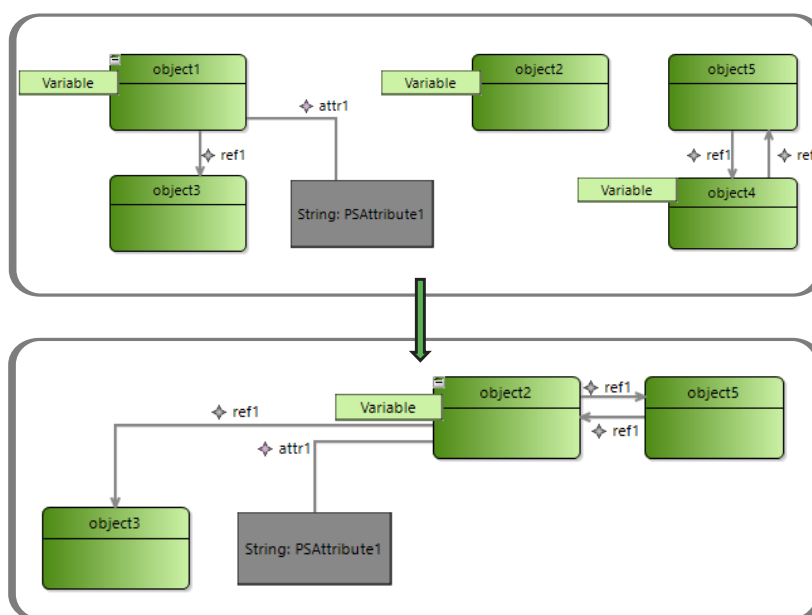 object1
Variable
attr1
ref1
object3
String: PSAttribute1
object2
Variable
object5
ref1
ref
Variable
object4
object2
Variable
ref1
object5
ref1
ref1
attr1
object3
String: PSAttribute1